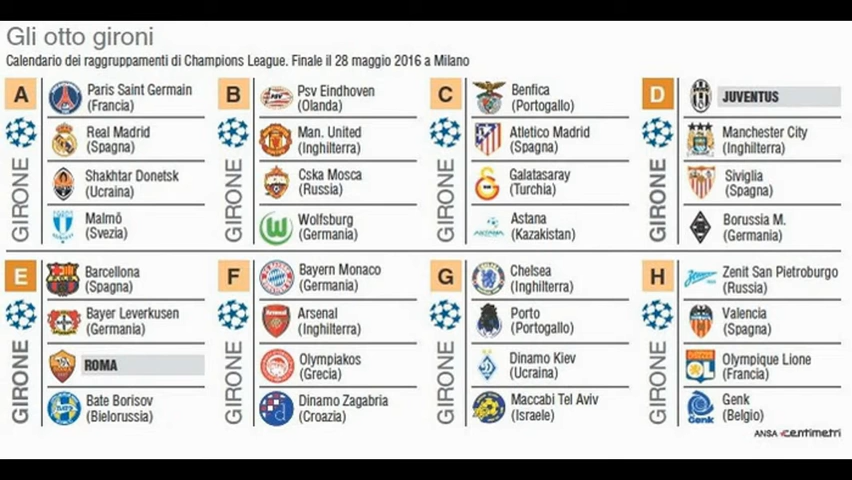 Gli otto gironi
Calendario dei raggruppamenti di Champions League. Finale il 28 maggio 2016 a Milano
A
GIRONE
Paris Saint Germain
(Francia)
Real Madrid
(Spagna)
Shakhtar Donetsk
(Ucraina)
Malmö
(Svezia)
B
GIRONE
Psv Eindhoven
(Olanda)
Man. United
(Inghilterra)
Cska Mosca
(Russia)
Wolfsburg
(Germania)
C
GIRONE
Benfica
(Portogallo)
Atletico Madrid
(Spagna)
Galatasaray
(Turchia)
Astana
(Kazakistan)
D
GIRONE
JUVENTUS
Manchester City
(Inghilterra)
Siviglia
(Spagna)
Borussia M.
(Germania)
E
GIRONE
Barcellona
(Spagna)
Bayer Leverkusen
(Germania)
ROMA
Bate Borisov
(Bielorussia)
F
GIRONE
Bayern Monaco
(Germania)
Arsenal
(Inghilterra)
Olympiakos
(Grecia)
Dinamo Zagabria
(Croazia)
G
GIRONE
Chelsea
(Inghilterra)
Porto
(Portogallo)
Dinamo Kiev
(Ucraina)
Maccabi Tel Aviv
(Israele)
H
GIRONE
Zenit San Pietroburgo
(Russia)
Valencia
(Spagna)
Olympique Lione
(Francia)
Genk
(Belgio)
ANSA centimetri